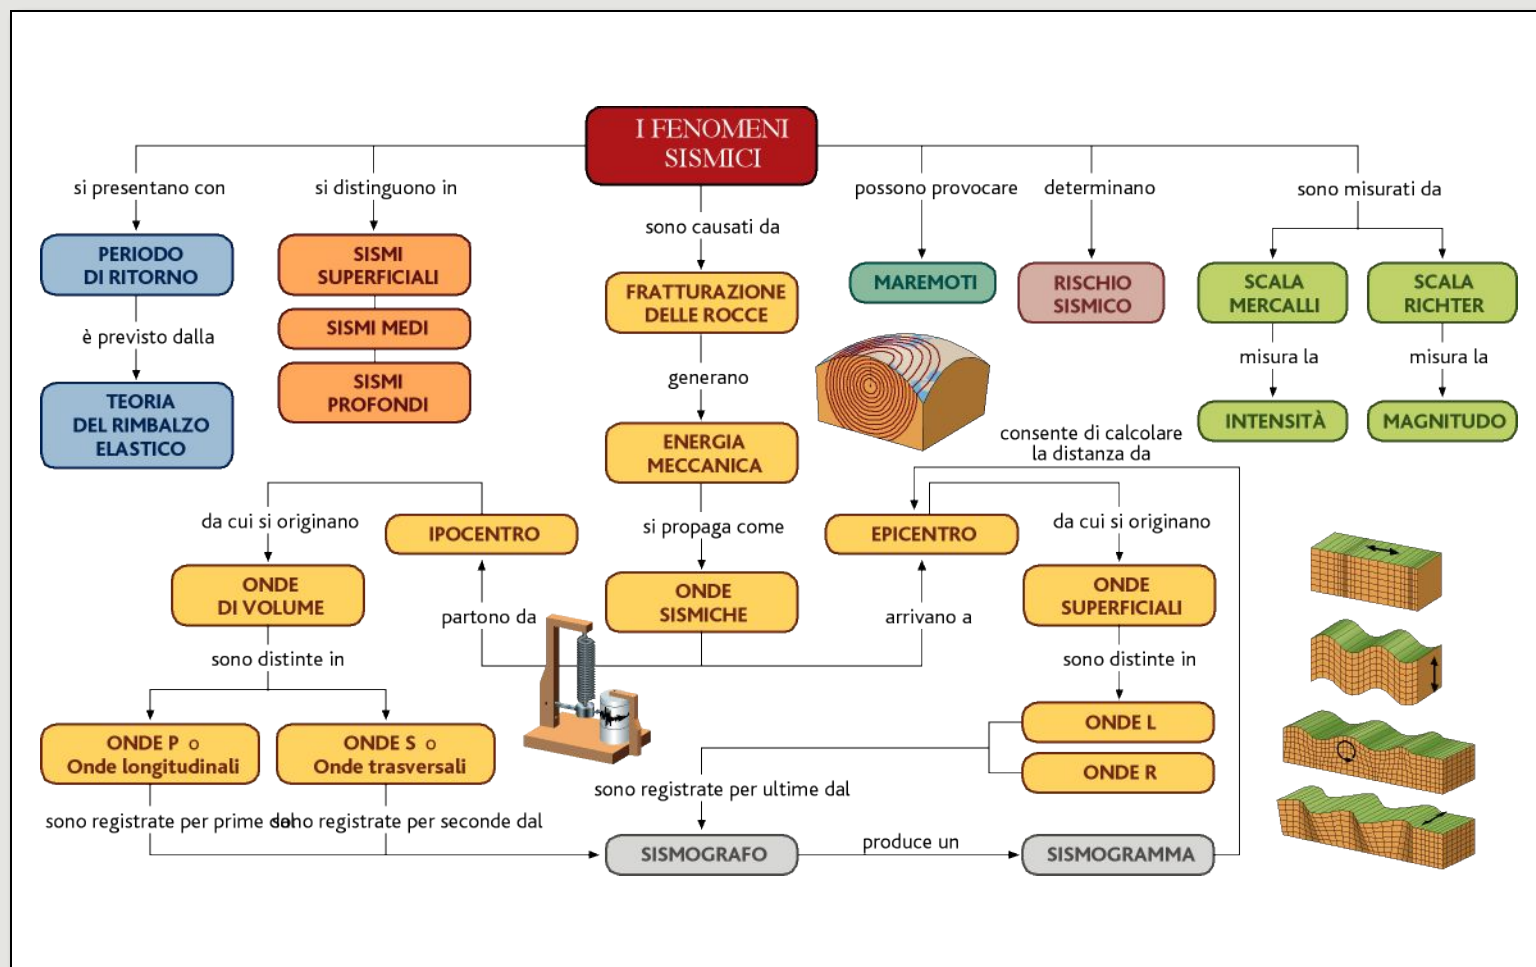 I FENOMENI
SISMICI
si presentano con
si distinguono in
possono provocare
determinano
sono misurati da
sono causati da
PERIODO
DI RITORNO
SISMI
SUPERFICIALI
FRATTURAZIONE
DELLE ROCCE
MAREMOTI
RISCHIO
SISMICO
SCALA
MERCALLI
SCALA
RICHTER
è previsto dalla
SISMI MEDI
misura la
misura la
generano
TEORIA
DEL RIMBALZO
ELASTICO
SISMI
PROFONDI
INTENSITÀ
MAGNITUDO
ENERGIA
MECCANICA
consente di calcolare
la distanza da
da cui si originano
IPOCENTRO
si propaga come
EPICENTRO
da cui si originano
ONDE
DI VOLUME
ONDE
SISMICHE
ONDE
SUPERFICIALI
partono da
arrivano a
sono distinte in
sono distinte in
ONDE P o
Onde longitudinali
ONDE S o
Onde trasversali
ONDE L
ONDE R
sono registrate per ultime dal
sono registrate per prime dal
sono registrate per seconde dal
SISMOGRAFO
produce un
SISMOGRAMMA